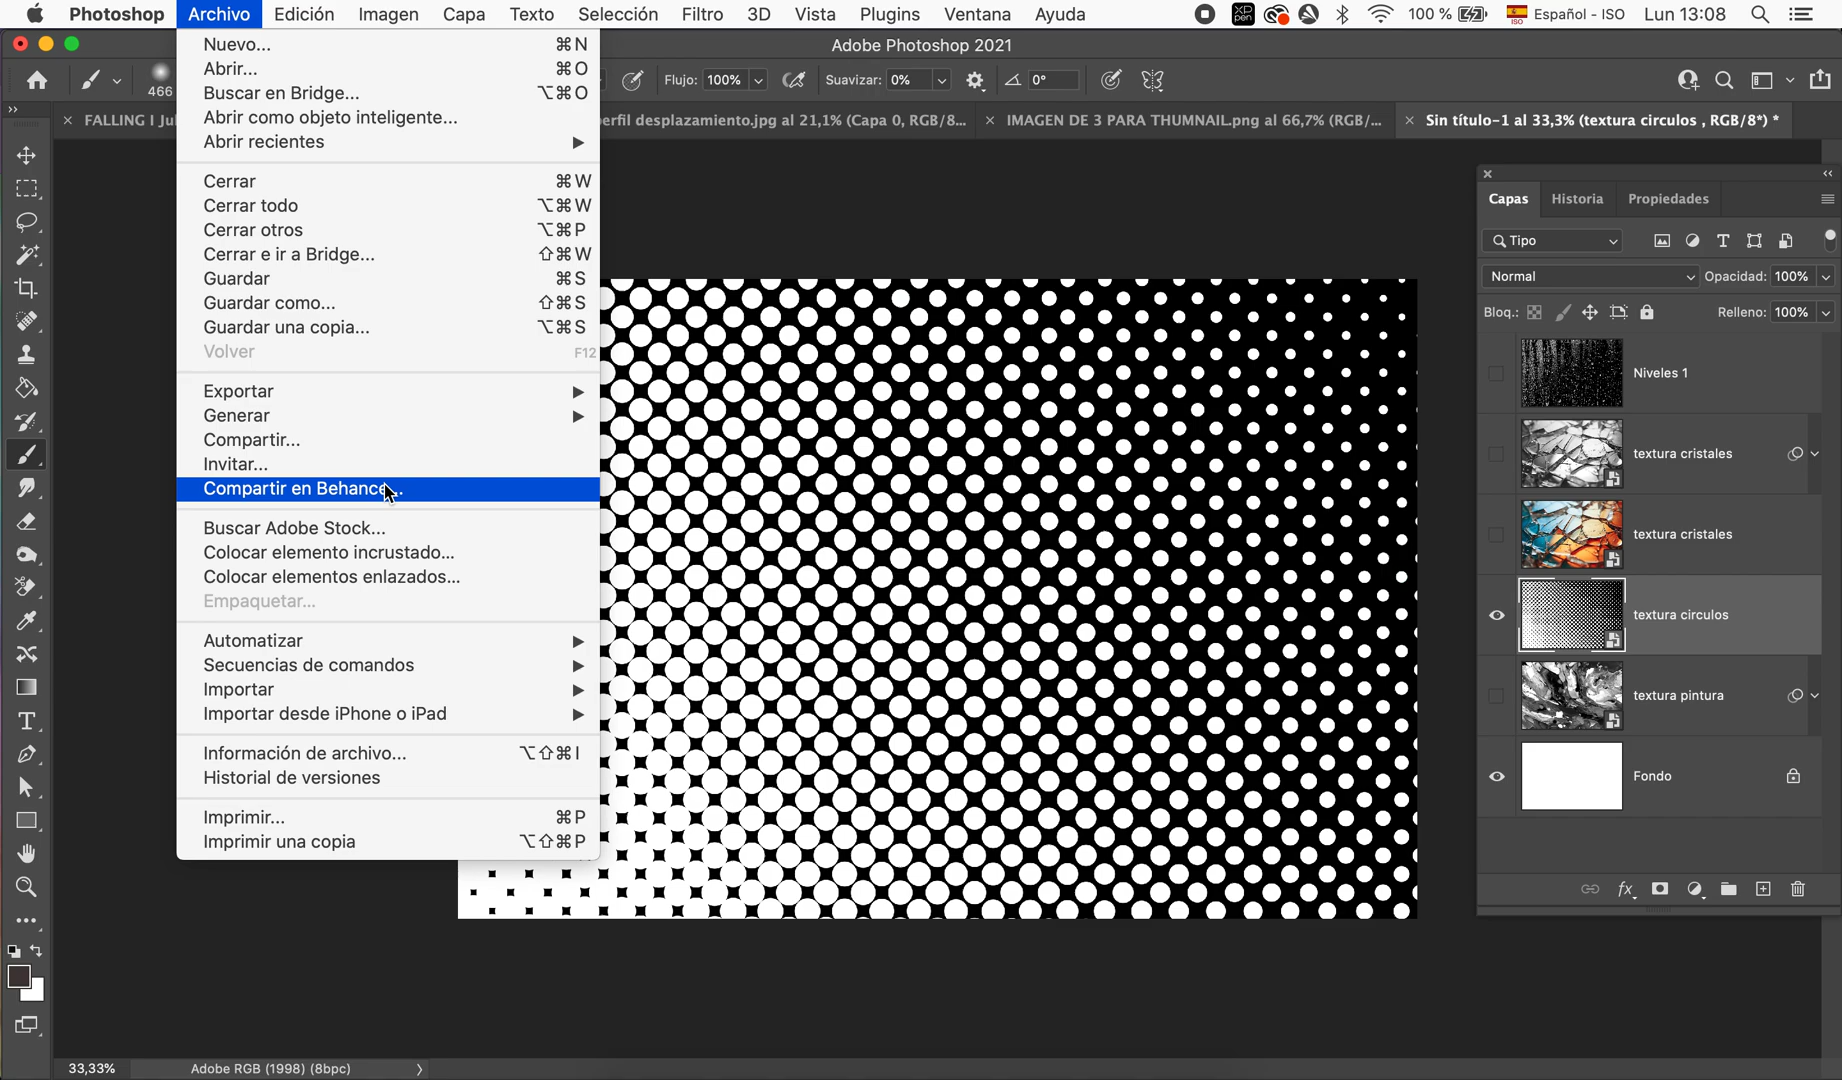 Photoshop Archivo Edición Imagen Capa Texto Selección Filtro 3D Vista Plugins Ventana Ayuda XP pen 100 % ISO Español - ISO Lun 13:08
Adobe Photoshop 2021
466 Flujo: 100% Suavizar: 0% 0°
FALLING I Jul
erfil desplazamiento.jpg al 21,1% (Capa 0, RGB/8...
IMAGEN DE 3 PARA THUMNAIL.png al 66,7% (RGB/...
Sin título-1 al 33,3% (textura circulos , RGB/8*) *
Nuevo... ⌘N
Abrir... ⌘O
Buscar en Bridge... ⌥⌘O
Abrir como objeto inteligente...
Abrir recientes
Cerrar ⌘W
Cerrar todo ⌥⌘W
Cerrar otros ⌥⌘P
Cerrar e ir a Bridge... ⇧⌘W
Guardar ⌘S
Guardar como... ⇧⌘S
Guardar una copia... ⌥⌘S
Volver F12
Exportar
Generar
Compartir...
Invitar...
Compartir en Behance...
Buscar Adobe Stock...
Colocar elemento incrustado...
Colocar elementos enlazados...
Empaquetar...
Automatizar
Secuencias de comandos
Importar
Importar desde iPhone o iPad
Información de archivo... ⌥⇧⌘I
Historial de versiones
Imprimir... ⌘P
Imprimir una copia ⌥⇧⌘P
Capas Historia Propiedades
Tipo
Normal Opacidad: 100%
Bloq.: Relleno: 100%
Niveles 1
textura cristales
textura cristales
textura circulos
textura pintura
Fondo
fx
33,33% Adobe RGB (1998) (8bpc)